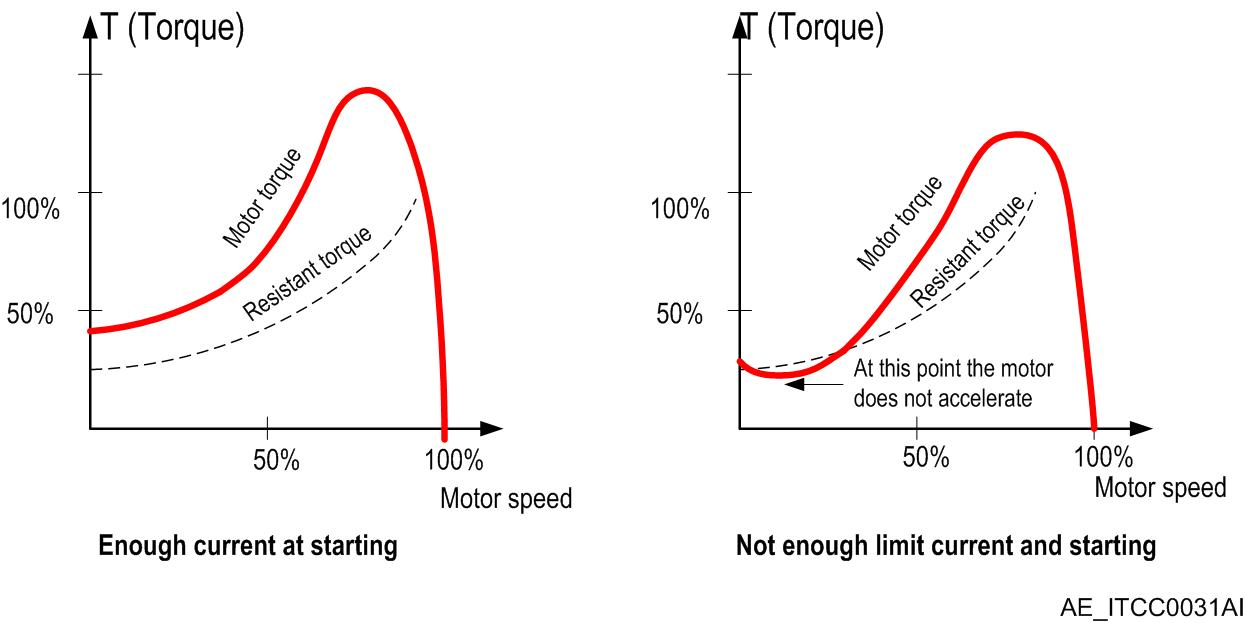 T (Torque)
100%
50%
Motor torque
Resistant torque
50%
100%
Motor speed
Enough current at starting
T (Torque)
100%
50%
Motor torque
Resistant torque
At this point the motor
does not accelerate
50%
100%
Motor speed
Not enough limit current and starting
AE_ITCC0031AI